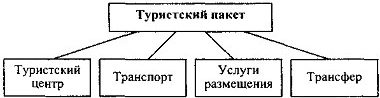 Туристский пакет
Туристский
центр
Транспорт
Услуги
размещения
Трансфер